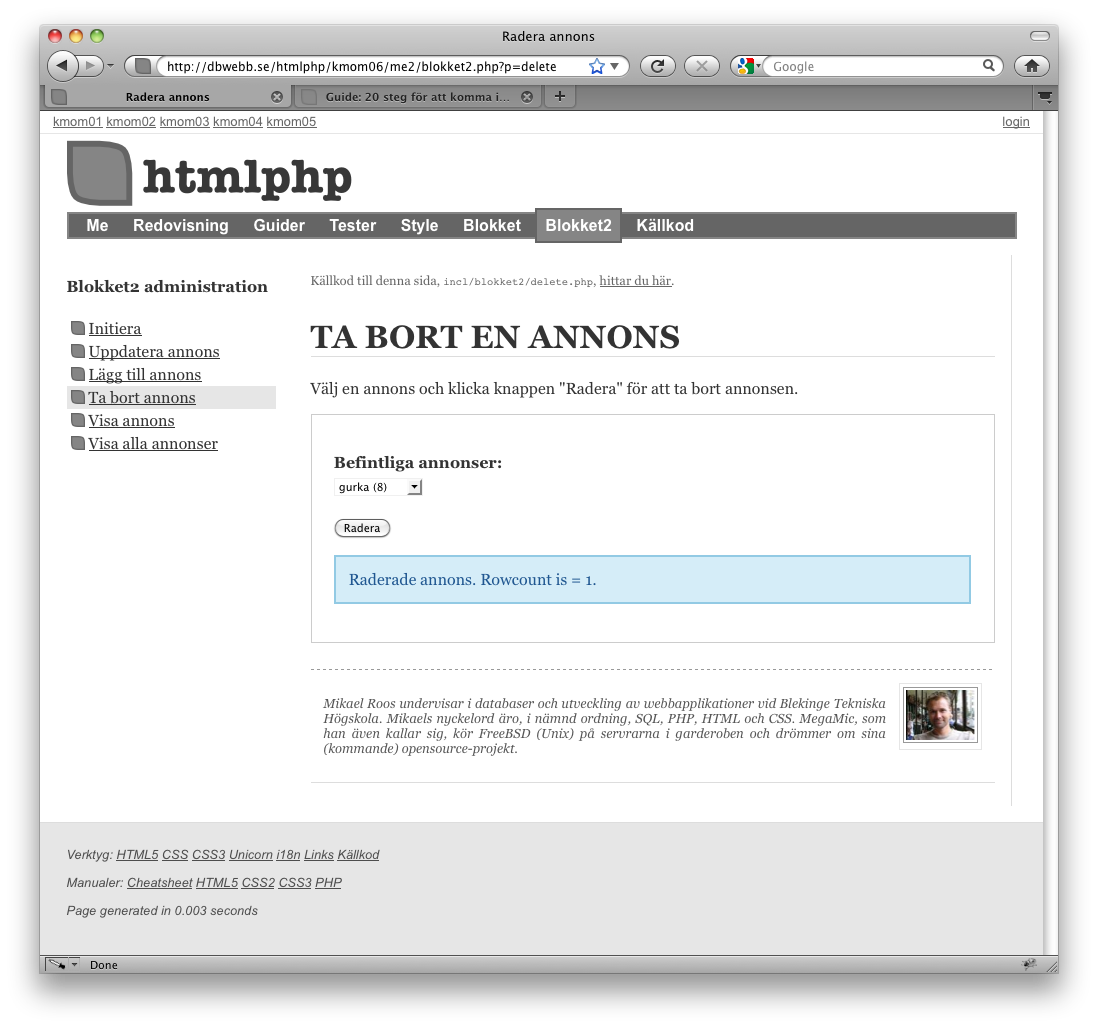 Radera annons
http://dbwebb.se/htmlphp/kmom06/me2/blokket2.php?p=delete
Google
Radera annons
Guide: 20 steg för att komma i...
kmom01 kmom02 kmom03 kmom04 kmom05
login
htmlphp
Me Redovisning Guider Tester Style Blokket Blokket2 Källkod
Blokket2 administration
Initiera
Uppdatera annons
Lägg till annons
Ta bort annons
Visa annons
Visa alla annonser
Källkod till denna sida, incl/blokket2/delete.php, hittar du här.
TA BORT EN ANNONS
Välj en annons och klicka knappen "Radera" för att ta bort annonsen.
Befintliga annonser:
gurka (8)
Radera
Raderade annons. Rowcount is = 1.
Mikael Roos undervisar i databaser och utveckling av webbapplikationer vid Blekinge Tekniska
Högskola. Mikaels nyckelord äro, i nämnd ordning, SQL, PHP, HTML och CSS. MegaMic, som
han även kallar sig, kör FreeBSD (Unix) på servrarna i garderoben och drömmer om sina
(kommande) opensource-projekt.
Verktyg: HTML5 CSS CSS3 Unicorn i18n Links Källkod
Manualer: Cheatsheet HTML5 CSS2 CSS3 PHP
Page generated in 0.003 seconds
Done